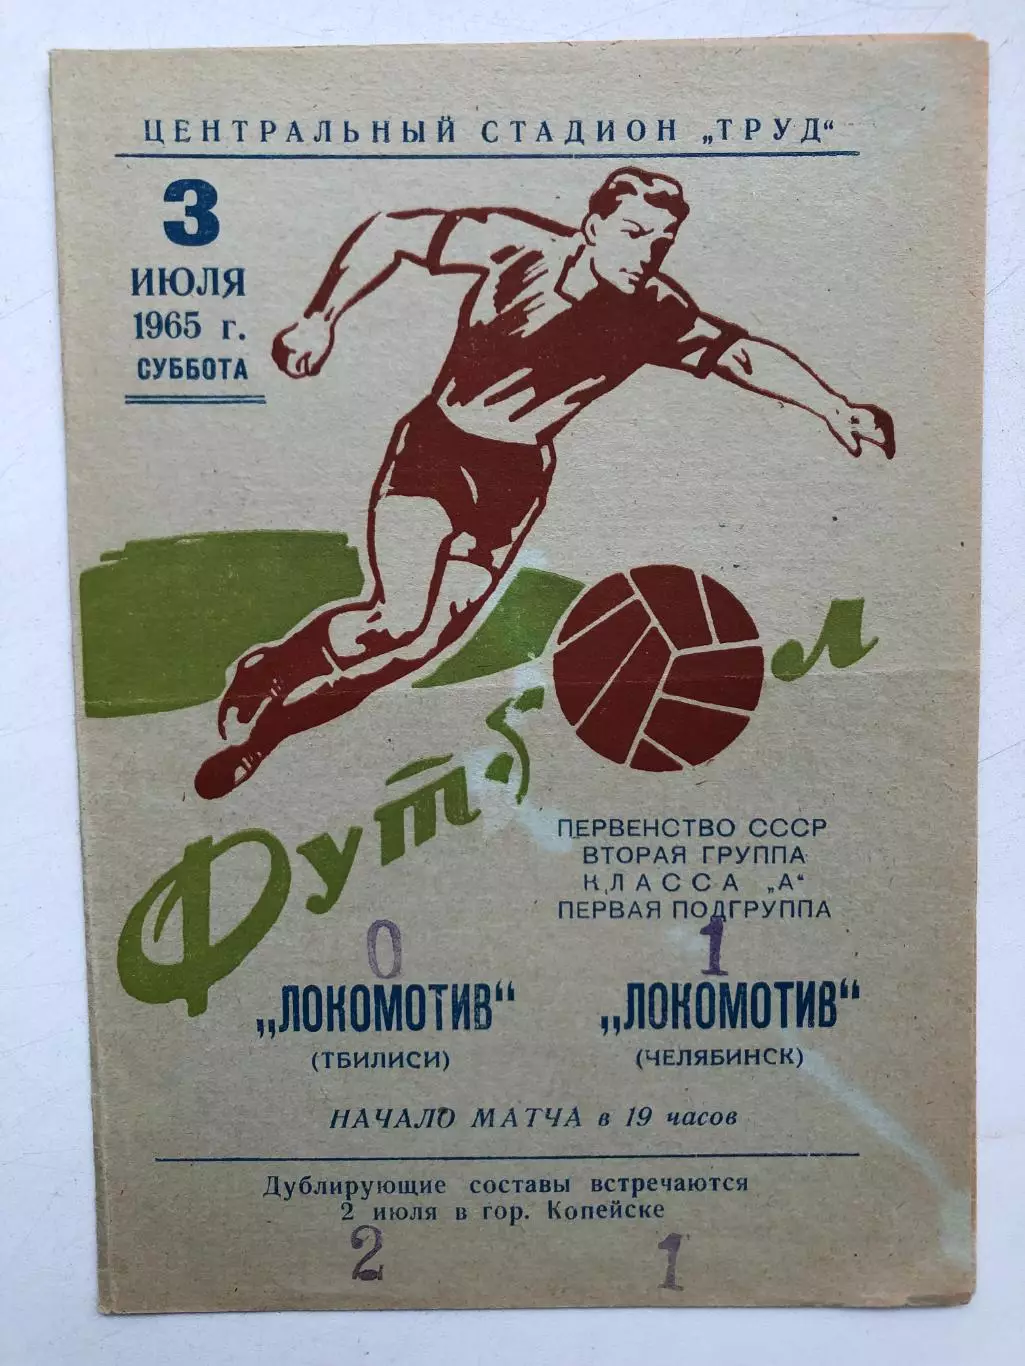 ЦЕНТРАЛЬНЫЙ СТАДИОН „ТРУД“
3
ИЮЛЯ
1965 г.
СУББОТА
Футбол
ПЕРВЕНСТВО СССР
ВТОРАЯ ГРУППА
КЛАССА „А“
ПЕРВАЯ ПОДГРУППА
0 1
„ЛОКОМОТИВ“ „ЛОКОМОТИВ“
(ТБИЛИСИ) (ЧЕЛЯБИНСК)
НАЧАЛО МАТЧА в 19 часов
Дублирующие составы встречаются
2 июля в гор. Копейске
2 1